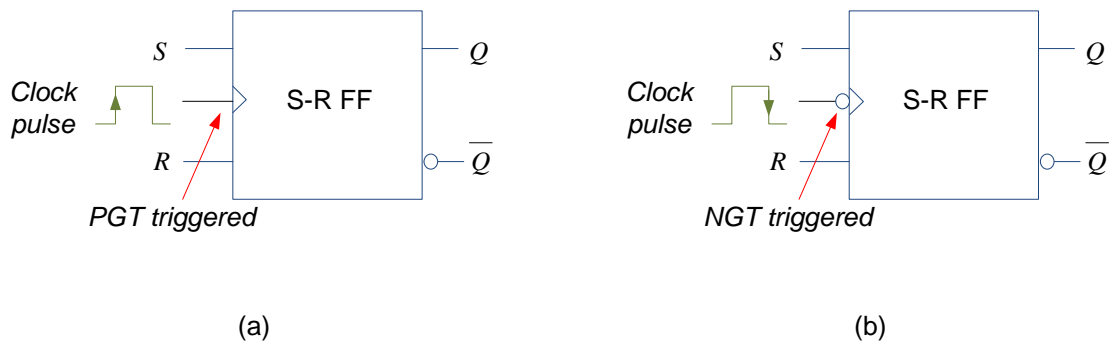 S
Q
Clock
pulse
S-R FF
R
Q̅
PGT triggered
(a)
S
Q
Clock
pulse
S-R FF
R
Q̅
NGT triggered
(b)